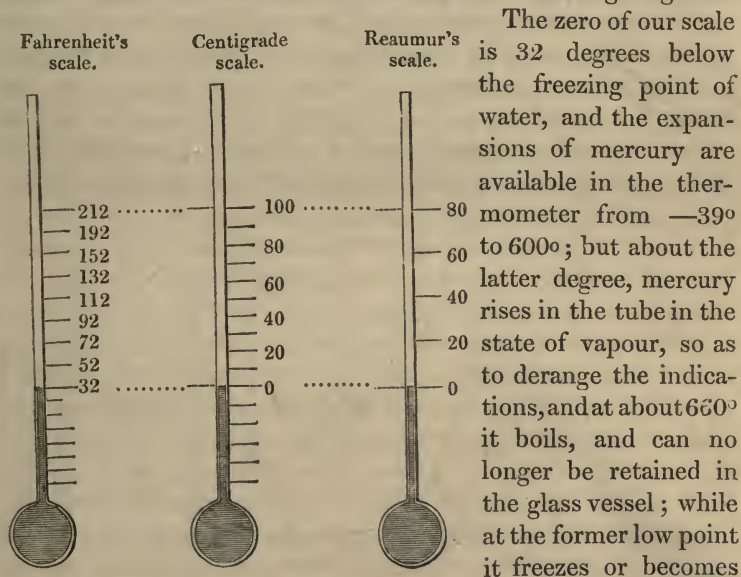 Fahrenheit's
scale.
Centigrade
scale.
Reaumur's
scale.
212
192
152
132
112
92
72
52
32
100
80
60
40
20
0
80
60
40
20
0
The zero of our scale
is 32 degrees below
the freezing point of
water, and the expan-
sions of mercury are
available in the ther-
mometer from —39º
to 600º; but about the
latter degree, mercury
rises in the tube in the
state of vapour, so as
to derange the indica-
tions, and at about 660º
it boils, and can no
longer be retained in
the glass vessel; while
at the former low point
it freezes or becomes